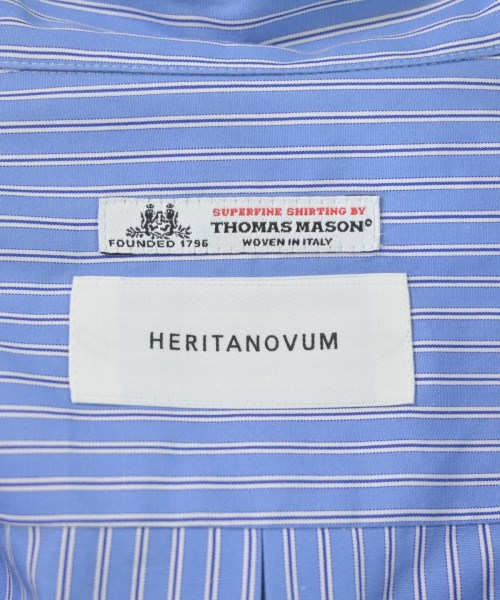 SUPERFINE SHIRTING BY
THOMAS MASON®
FOUNDED 1796
WOVEN IN ITALY
HERITANOVUM